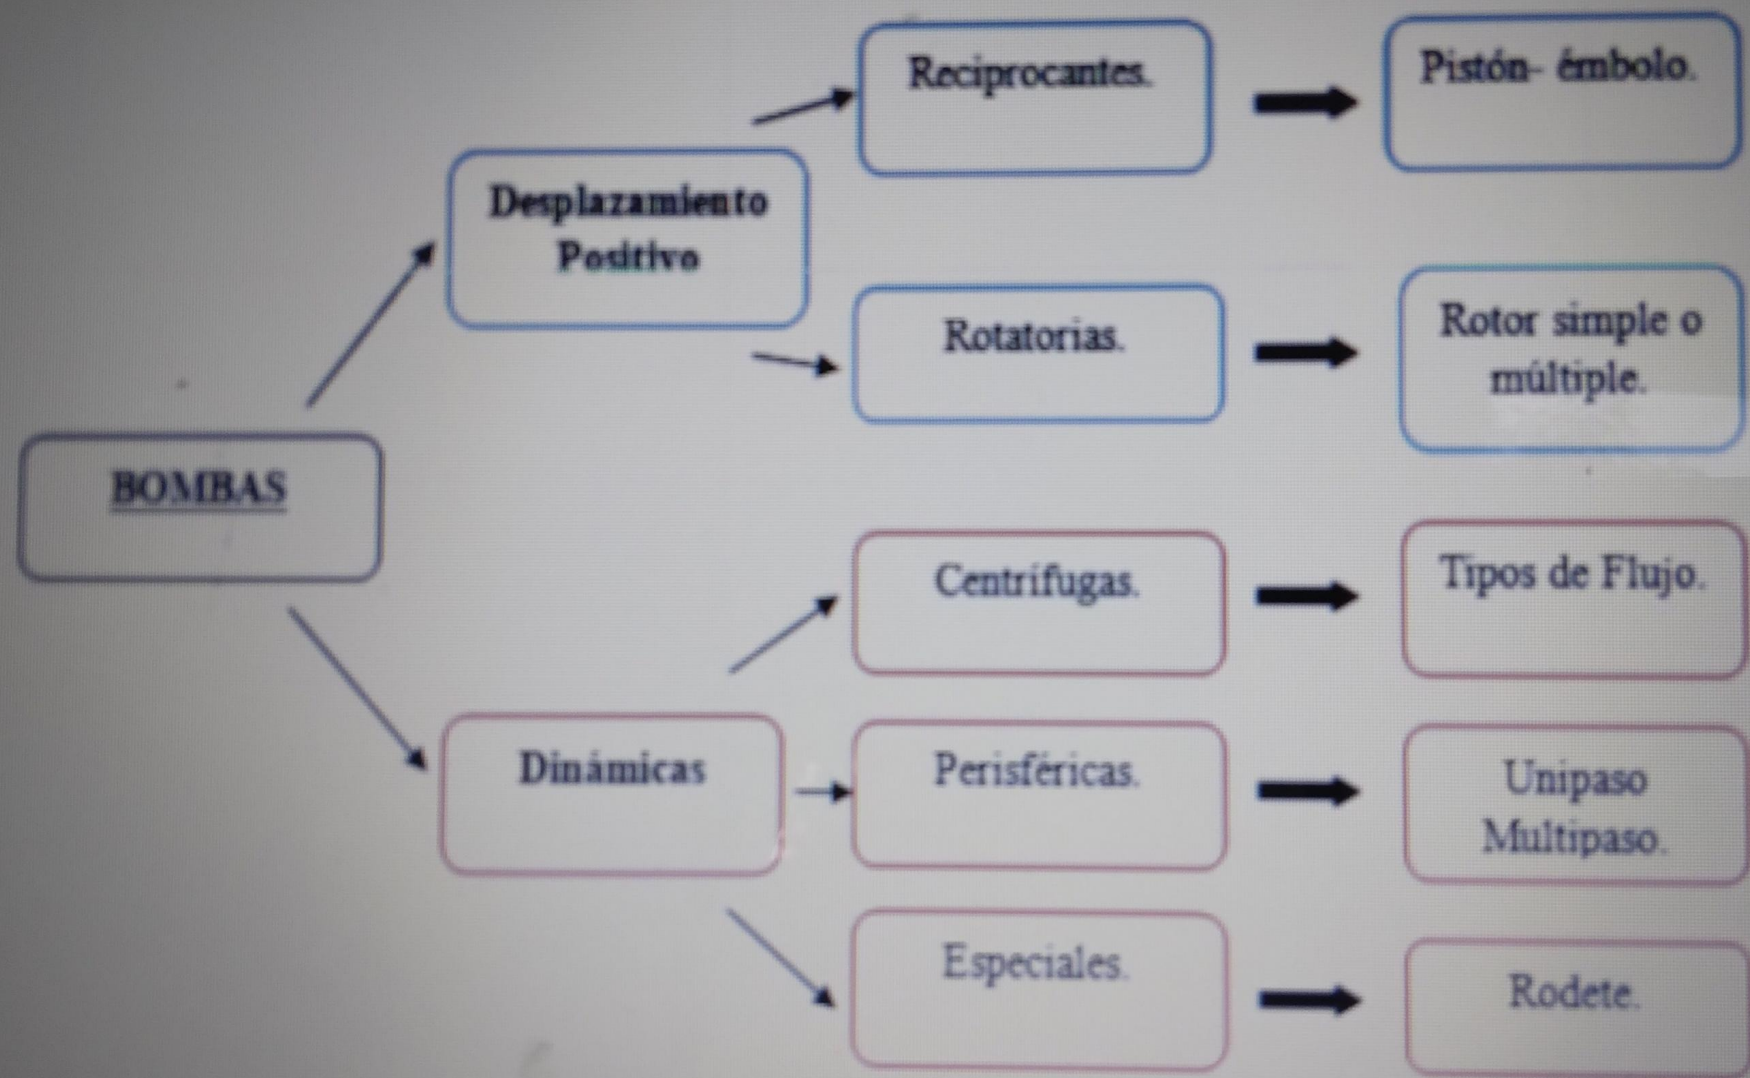 Reciprocantes.
Pistón- émbolo.
Desplazamiento
Positivo
Rotatorias.
Rotor simple o
múltiple.
BOMBAS
Centrífugas.
Tipos de Flujo.
Dinámicas
Perisféricas.
Unipaso
Multipaso.
Especiales.
Rodete.